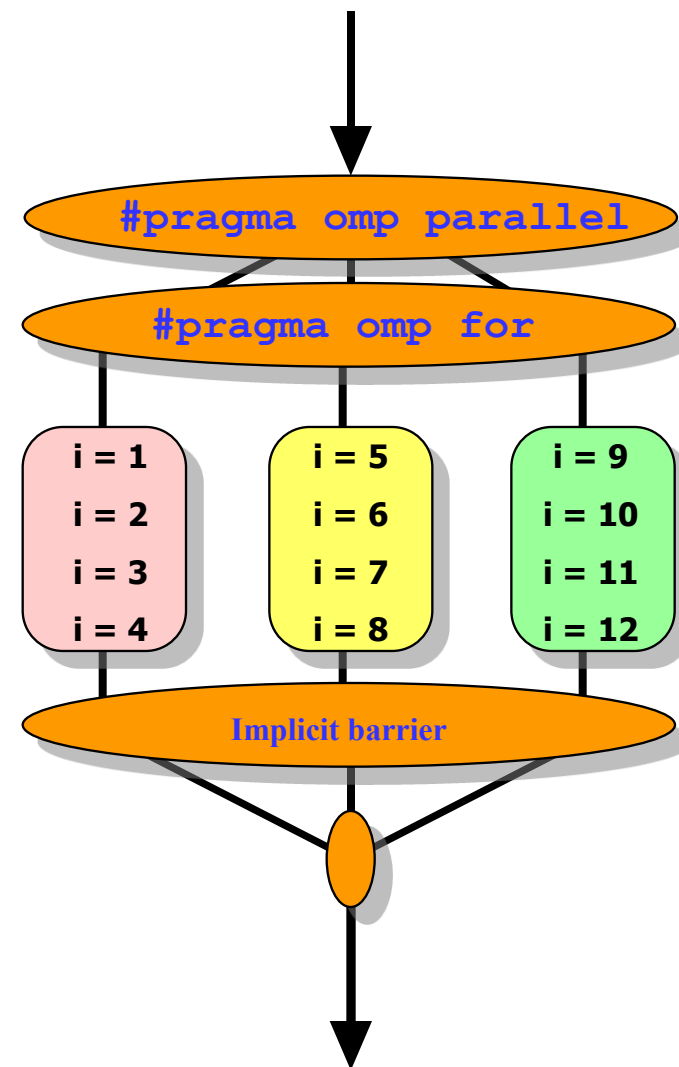 #pragma omp parallel
#pragma omp for
i = 1
i = 2
i = 3
i = 4
i = 5
i = 6
i = 7
i = 8
i = 9
i = 10
i = 11
i = 12
Implicit barrier